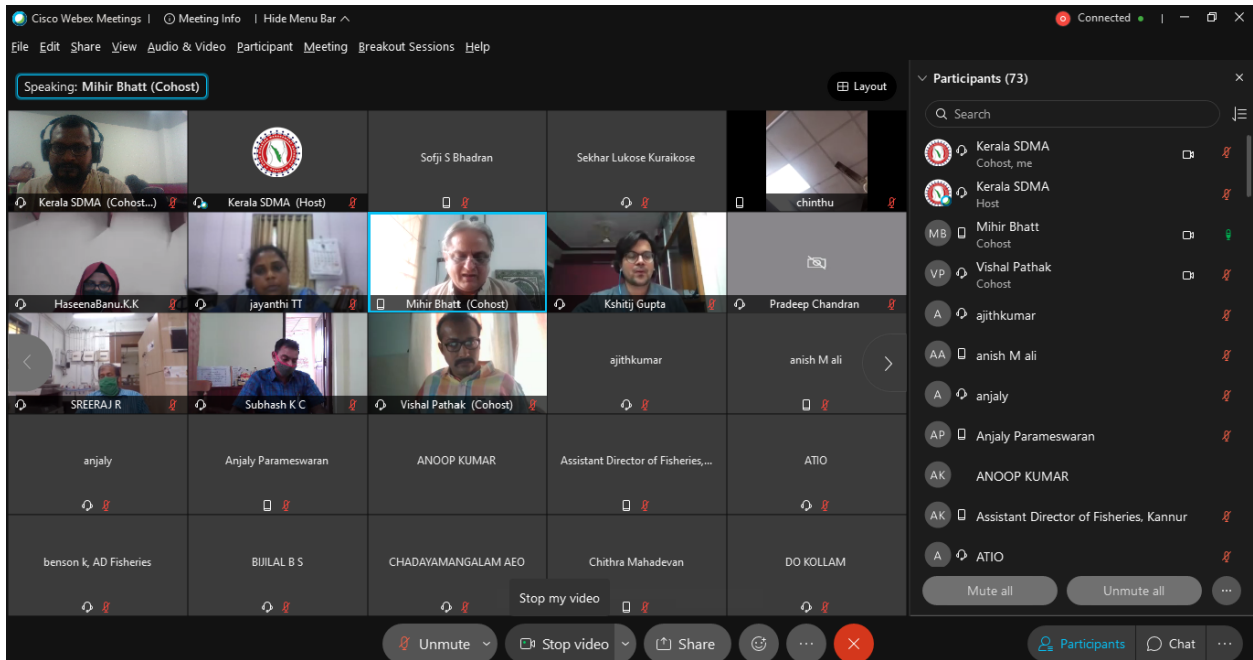 Cisco Webex Meetings | Meeting Info | Hide Menu Bar
Connected
File Edit Share View Audio & Video Participant Meeting Breakout Sessions Help
Speaking: Mihir Bhatt (Cohost)
Layout
Kerala SDMA (Cohost...)
Kerala SDMA (Host)
Sofji S Bhadran
Sekhar Lukose Kuraikose
chinthu
HaseenaBanu.K.K
jayanthi TT
Mihir Bhatt (Cohost)
Kshitij Gupta
Pradeep Chandran
SREERAJ R
Subhash K C
Vishal Pathak (Cohost)
ajithkumar
anish M ali
anjaly
Anjaly Parameswaran
ANOOP KUMAR
Assistant Director of Fisheries,...
ATIO
benson k, AD Fisheries
BIJILAL B S
CHADAYAMANGALAM AEO
Chithra Mahadevan
DO KOLLAM
Stop my video
Unmute
Stop video
Share
Participants (73)
Search
Kerala SDMA
Cohost, me
Kerala SDMA
Host
MB Mihir Bhatt
Cohost
VP Vishal Pathak
Cohost
A ajithkumar
AA anish M ali
A anjaly
AP Anjaly Parameswaran
AK ANOOP KUMAR
AK Assistant Director of Fisheries, Kannur
A ATIO
Mute all
Unmute all
Participants
Chat